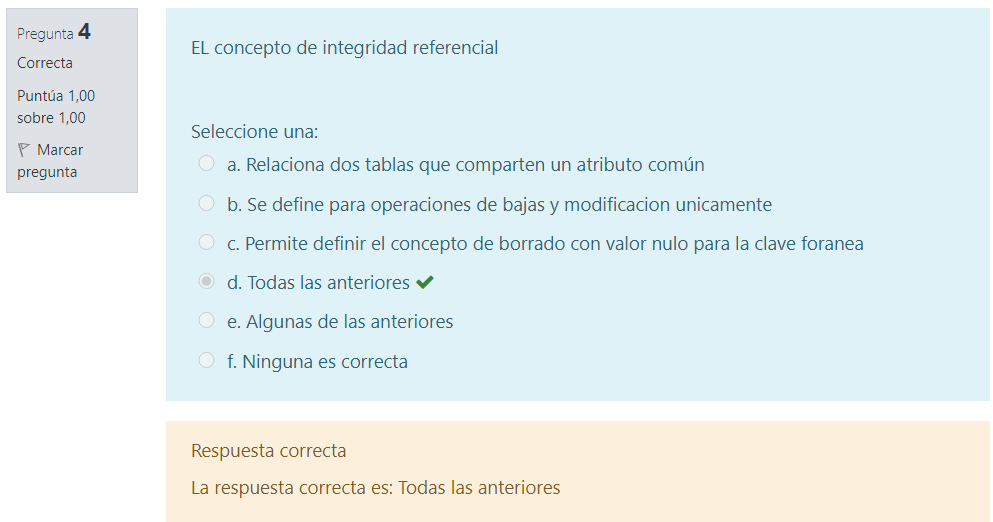 Pregunta 4
Correcta
Puntúa 1,00
sobre 1,00
Marcar
pregunta
EL concepto de integridad referencial
Seleccione una:
a. Relaciona dos tablas que comparten un atributo común
b. Se define para operaciones de bajas y modificacion unicamente
c. Permite definir el concepto de borrado con valor nulo para la clave foranea
d. Todas las anteriores
e. Algunas de las anteriores
f. Ninguna es correcta
Respuesta correcta
La respuesta correcta es: Todas las anteriores